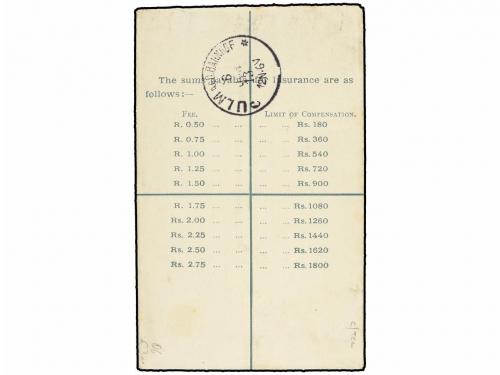 The sums payable for insurance are as
follows:—
FEE. LIMIT OF COMPENSATION.
R. 0.50 ... ... ... ... Rs. 180
R. 0.75 ... ... ... ... Rs. 360
R. 1.00 ... ... ... ... Rs. 540
R. 1.25 ... ... ... ... Rs. 720
R. 1.50 ... ... ... ... Rs. 900
R. 1.75 ... ... ... ... Rs. 1080
Rs. 2.00 ... ... ... ... Rs. 1260
Rs. 2.25 ... ... ... ... Rs. 1440
Rs. 2.50 ... ... ... ... Rs. 1620
Rs. 2.75 ... ... ... ... Rs. 1800
ULM BAHNHOF *